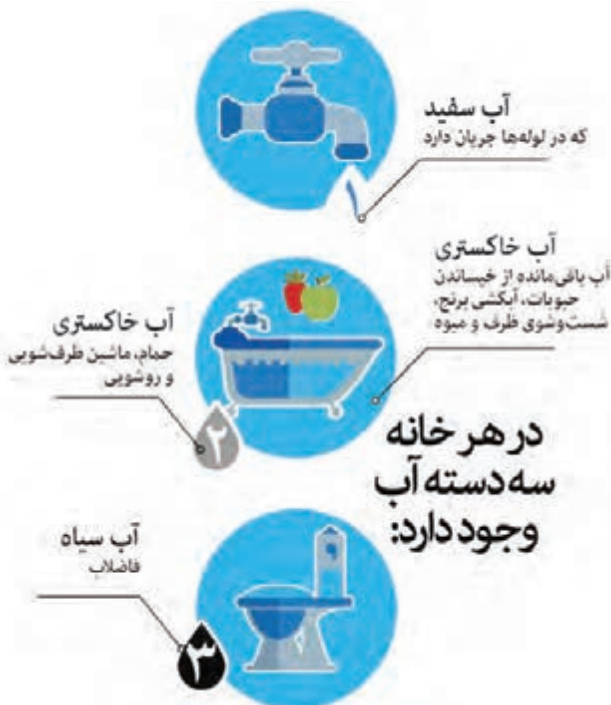 آب سفید
که در لوله‌ها جریان دارد
۱
آب خاکستری
آب باقی‌مانده از خیساندن
حبوبات، آبکشی برنج،
شست‌وشوی ظرف و میوه
آب خاکستری
حمام، ماشین ظرف‌شویی
و روشویی
۲
در هر خانه
سه دسته آب
وجود دارد:
آب سیاه
فاضلاب
۳